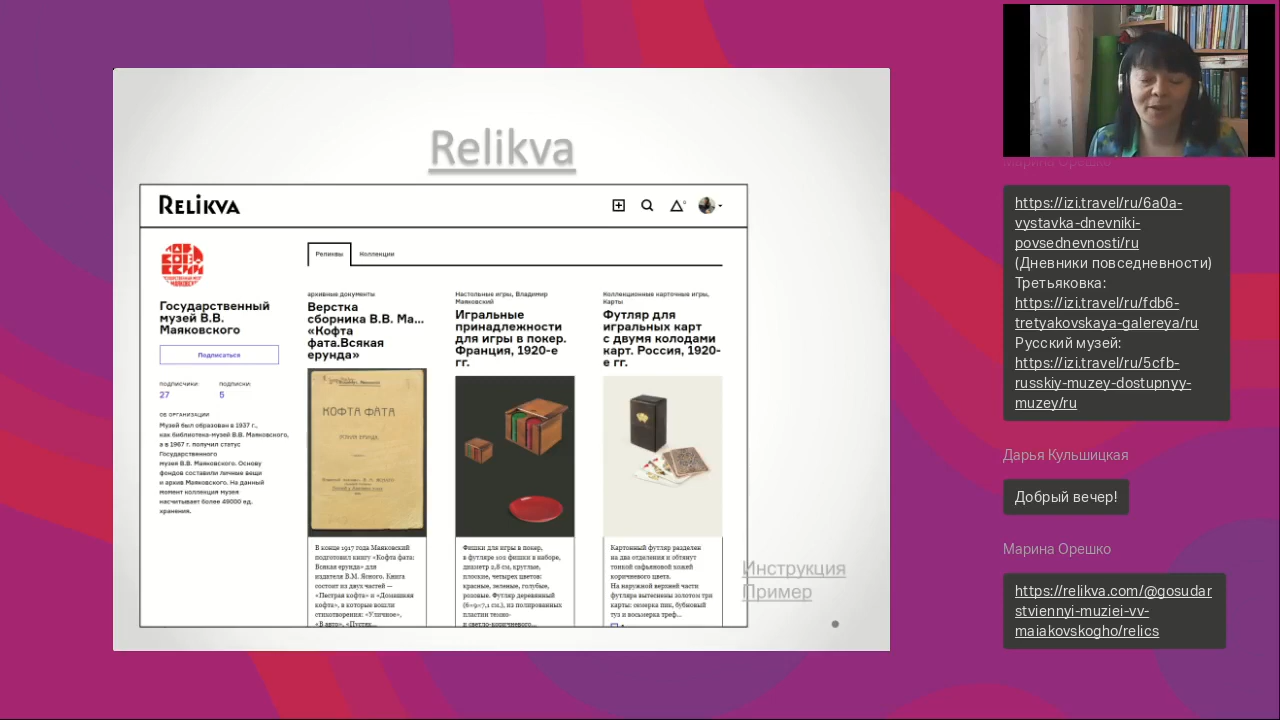 Relikva
RELIKVA
Реликвы
Коллекции
Государственный
музей В.В.
Маяковского
Подписаться
ПОДПИСЧИКИ:
ПОДПИСКИ:
27
5
ОБ ОРГАНИЗАЦИИ
Музей был образован в 1937 г.,
как библиотека-музей В.В. Маяковского,
а в 1967 г. получил статус
Государственного
музея В.В. Маяковского. Основу
фондов составили личные вещи
и архив Маяковского. На данный
момент коллекция музея
насчитывает более 49000 ед.
хранения.
архивные документы
Верстка
сборника В.В. Ма...
«Кофта
фата.Всякая
ерунда»
КОФТА ФАТА
В конце 1917 года Маяковский
подготовил книгу «Кофта фата:
Всякая ерунда» для
издателя В.М. Ясного. Книга
состоит из двух частей —
«Пестрая кофта» и «Домашняя
кофта», в которые вошли
стихотворения: «Уличное»,
«В авто», «Пустяк...
Настольные игры, Владимир
Маяковский
Игральные
принадлежности
для игры в покер.
Франция, 1920-е
гг.
Фишки для игры в покер,
в футляре 102 фишки в наборе,
диаметр 2,8 см, круглые,
плоские, четырех цветов:
красные, зеленые, голубые,
розовые. Футляр деревянный
(6×9×7,1 см.), из полированных
пластин темно-
и светло-коричневого...
Коллекционные карточные игры,
Карты
Футляр для
игральных карт
с двумя колодами
карт. Россия, 1920-
е гг.
Картонный футляр разделен
на два отделения и обтянут
тонкой сафьяновой кожей
коричневого цвета.
На наружной верхней части
футляра вытеснены золотом три
карты: семерка пик, бубновый
туз и восьмерка треф...
Инструкция
Пример
Марина Орешко
https://izi.travel/ru/6a0a-
vystavka-dnevniki-
povsednevnosti/ru
(Дневники повседневности)
Третьяковка:
https://izi.travel/ru/fdb6-
tretyakovskaya-galereya/ru
Русский музей:
https://izi.travel/ru/5cfb-
russkiy-muzey-dostupnyy-
muzey/ru
Дарья Кульшицкая
Добрый вечер!
Марина Орешко
https://relikva.com/@gosudar
stviennyi-muziei-vv-
maiakovskogho/relics